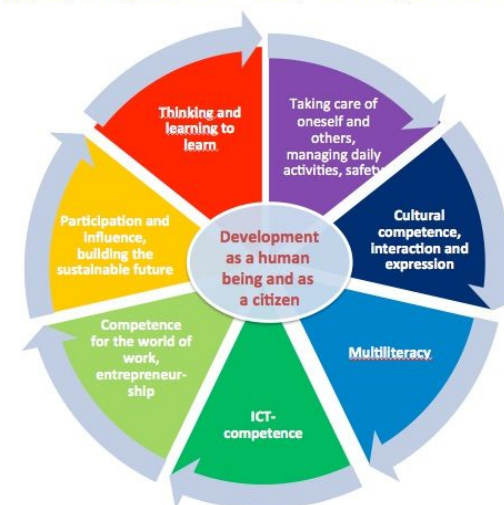 Thinking and
learning to
learn
Taking care of
oneself and
others,
managing daily
activities, safety
Cultural
competence,
interaction and
expression
Multiliteracy
ICT-
competence
Competence
for the world of
work,
entrepreneur-
ship
Participation and
influence,
building the
sustainable future
Development
as a human
being and as
a citizen